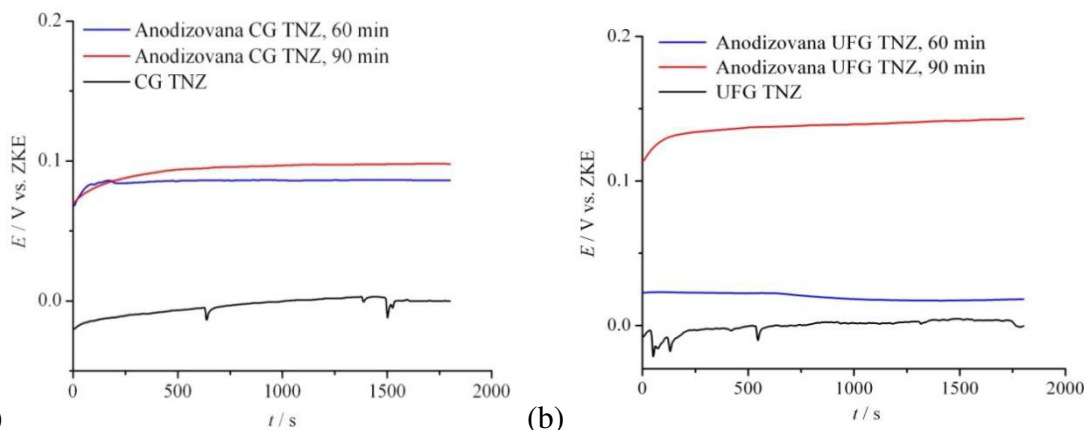 Anodizovana CG TNZ, 60 min
Anodizovana CG TNZ, 90 min
CG TNZ
0.2
0.1
0.0
E / V vs. ZKE
0
500
1000
1500
2000
t / s
)
Anodizovana UFG TNZ, 60 min
Anodizovana UFG TNZ, 90 min
UFG TNZ
0.2
0.1
0.0
E / V vs. ZKE
0
500
1000
1500
2000
t / s
(b)